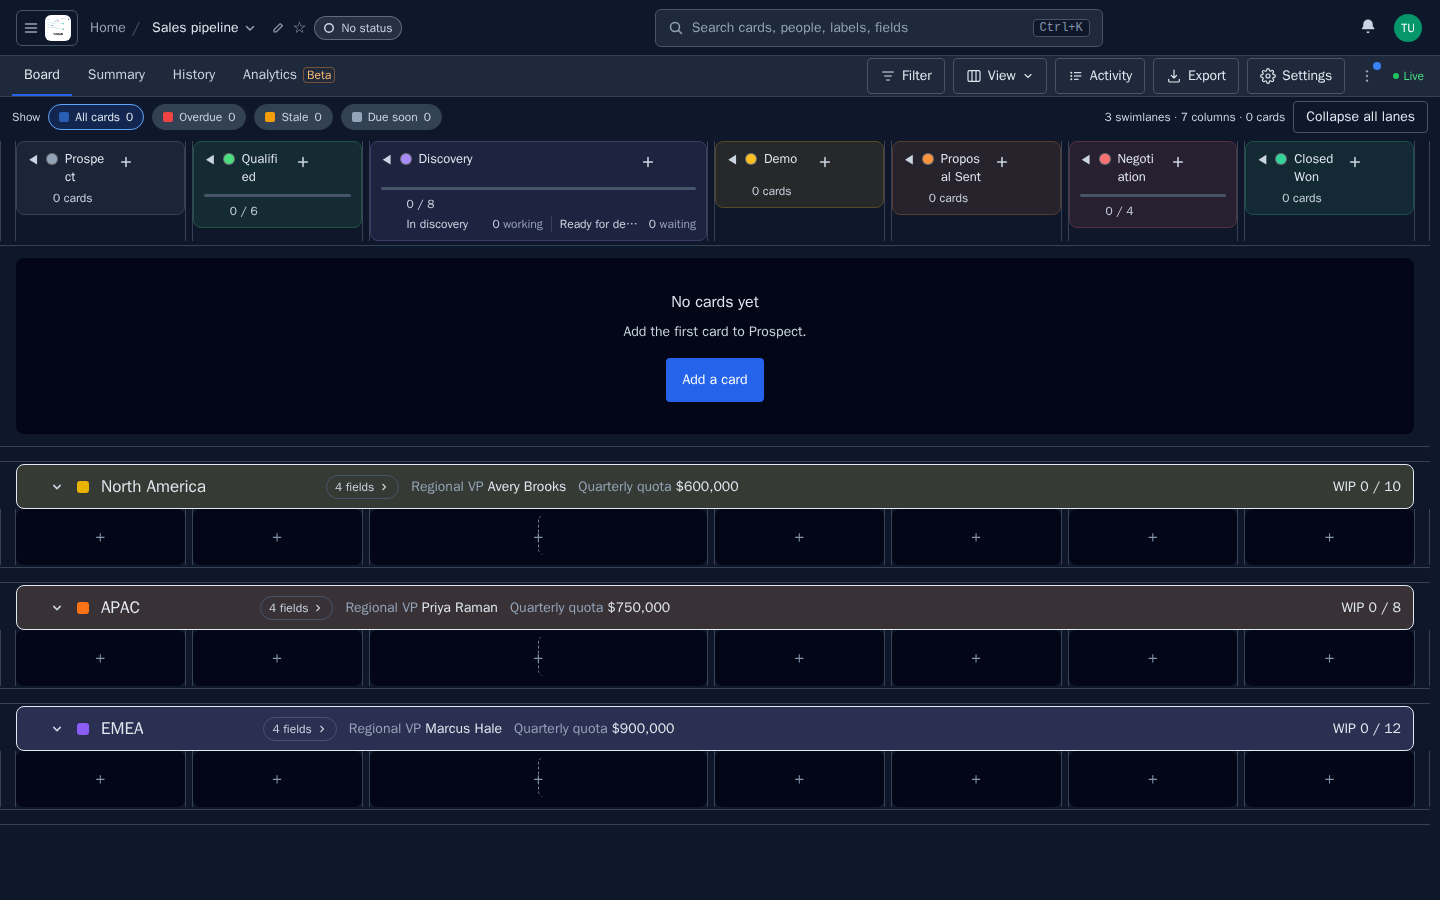 Home / Sales pipeline No status Search cards, people, labels, fields Ctrl+K TU
Board Summary History Analytics Beta Filter View Activity Export Settings Live
Show All cards 0 Overdue 0 Stale 0 Due soon 0 3 swimlanes · 7 columns · 0 cards Collapse all lanes
Prospe
ct
0 cards
Qualifi
ed
0 / 6
Discovery
0 / 8
In discovery 0 working Ready for de··· 0 waiting
Demo
0 cards
Propos
al Sent
0 cards
Negoti
ation
0 / 4
Closed
Won
0 cards
No cards yet
Add the first card to Prospect.
Add a card
North America 4 fields Regional VP Avery Brooks Quarterly quota $600,000 WIP 0 / 10
APAC 4 fields Regional VP Priya Raman Quarterly quota $750,000 WIP 0 / 8
EMEA 4 fields Regional VP Marcus Hale Quarterly quota $900,000 WIP 0 / 12